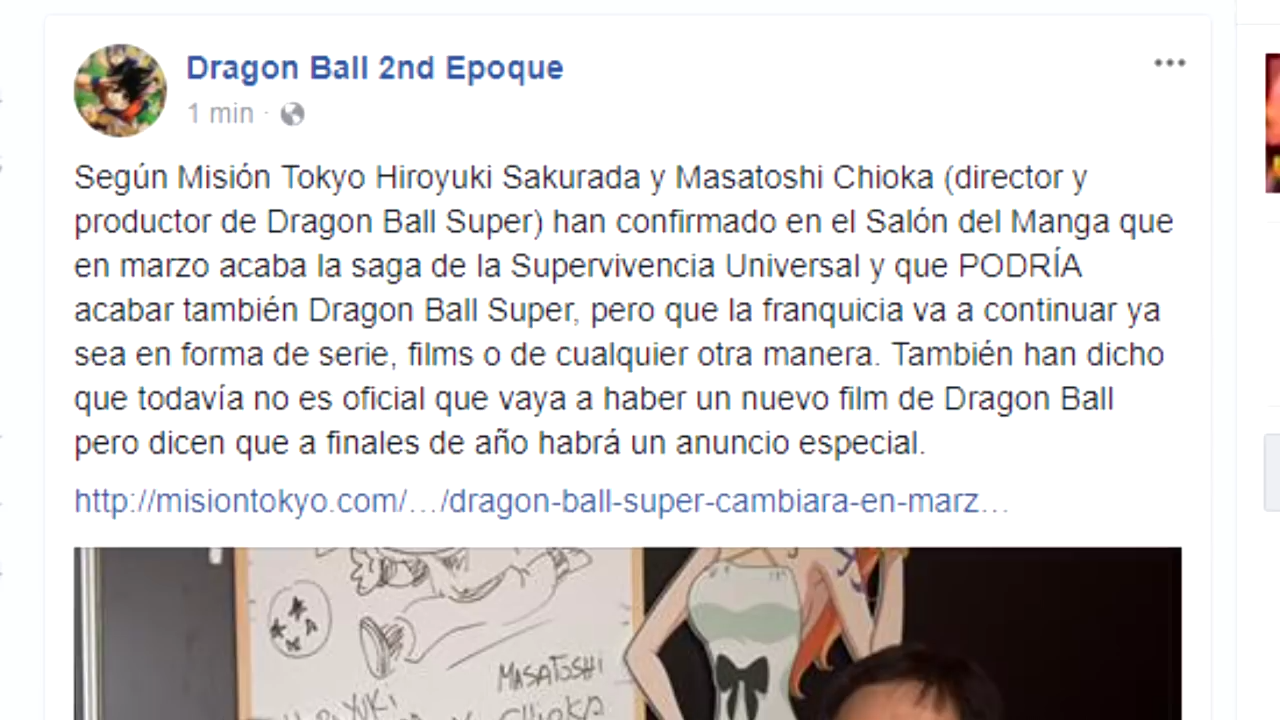 Dragon Ball 2nd Epoque
1 min ·
Según Misión Tokyo Hiroyuki Sakurada y Masatoshi Chioka (director y
productor de Dragon Ball Super) han confirmado en el Salón del Manga que
en marzo acaba la saga de la Supervivencia Universal y que PODRÍA
acabar también Dragon Ball Super, pero que la franquicia va a continuar ya
sea en forma de serie, films o de cualquier otra manera. También han dicho
que todavía no es oficial que vaya a haber un nuevo film de Dragon Ball
pero dicen que a finales de año habrá un anuncio especial.
http://misiontokyo.com/…/dragon-ball-super-cambiara-en-marz…
MASATOSHI
CHIOKA